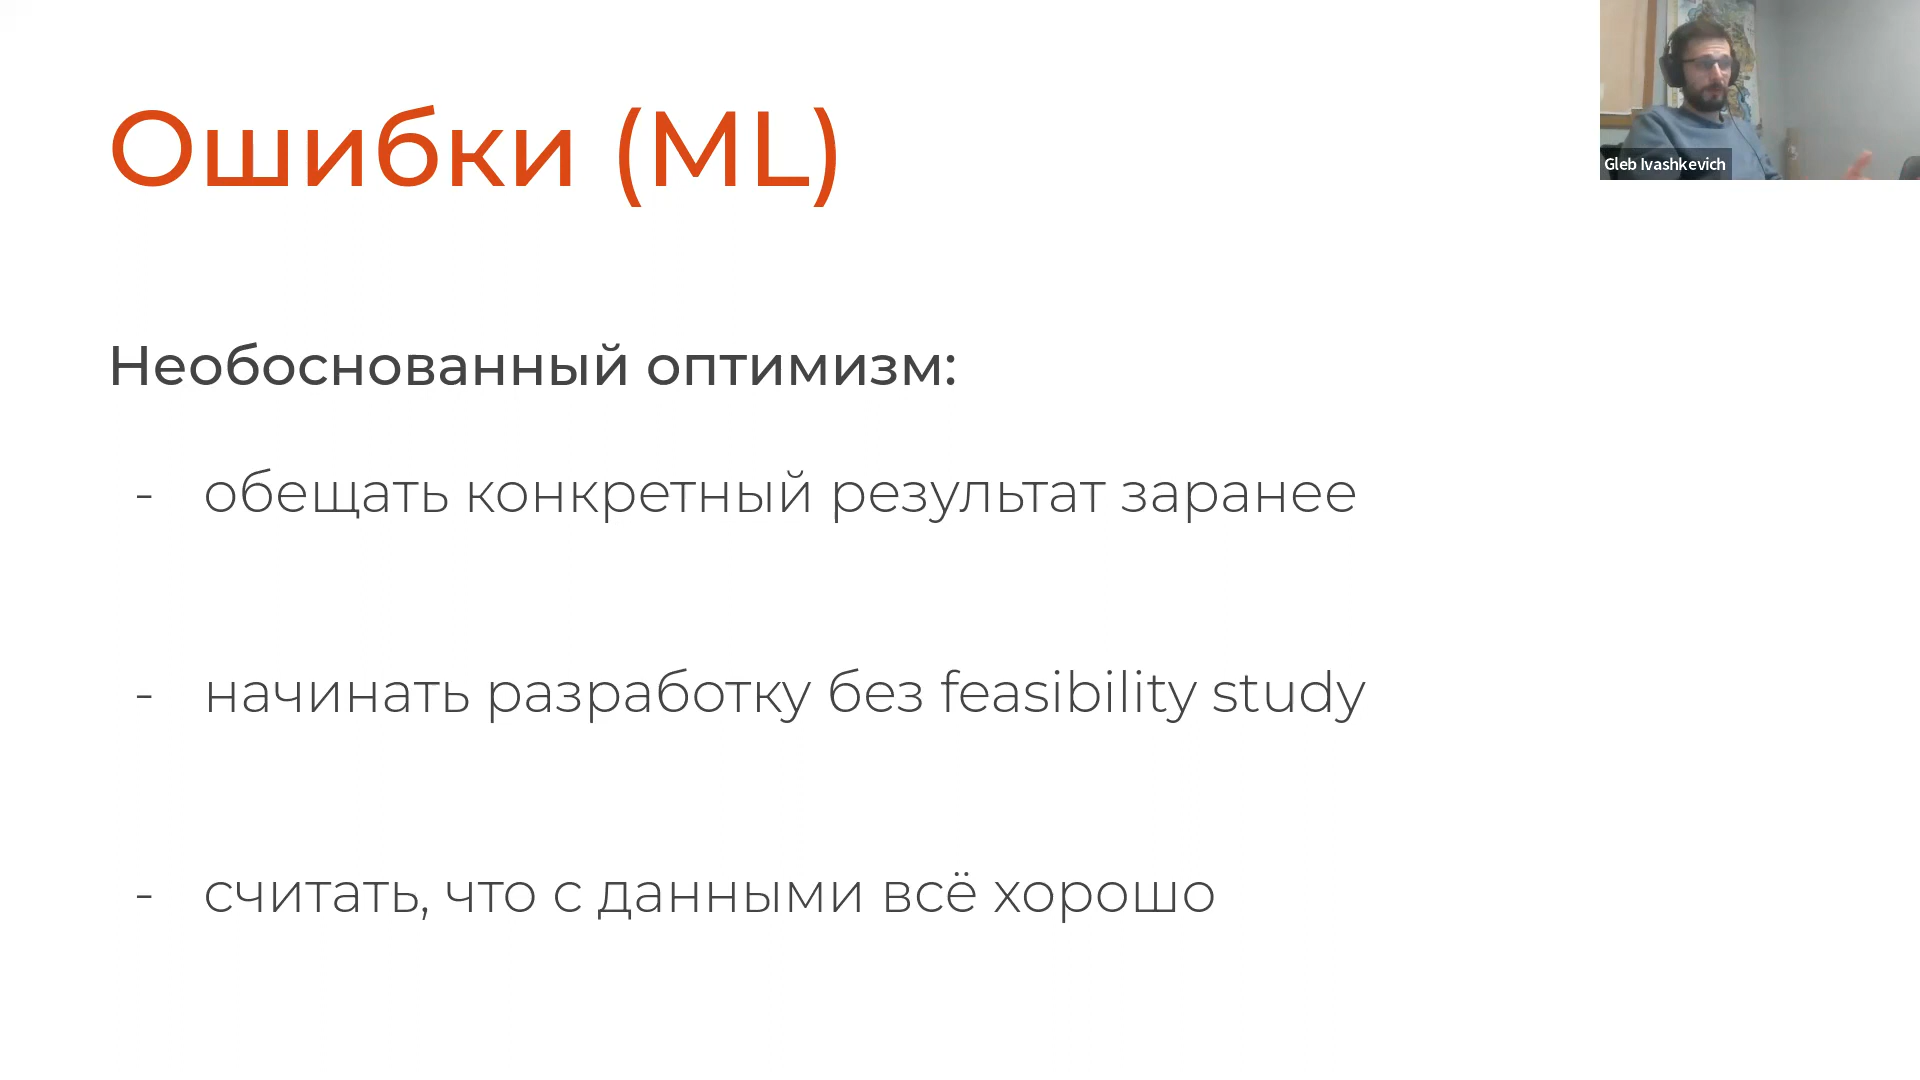 Ошибки (ML)
Gleb Ivashkevich
Необоснованный оптимизм:
- обещать конкретный результат заранее
- начинать разработку без feasibility study
- считать, что с данными всё хорошо